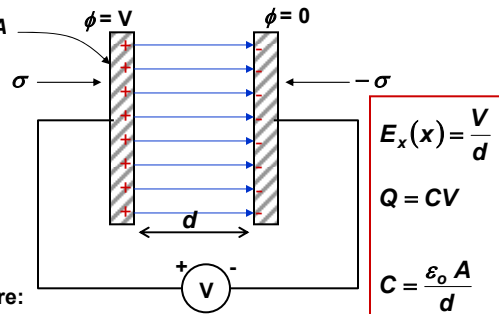 ϕ = V
ϕ = 0
A
σ
− σ
+ + + + + + + +
- - - - - - - -
d
+ -
V
re:
E_x(x) = V/d
Q = CV
C = ε_o A/d